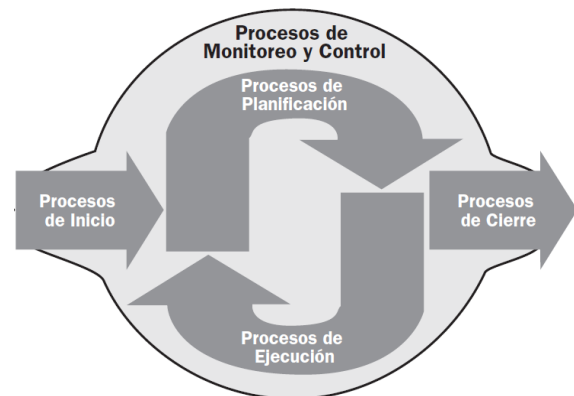 Procesos de
Monitoreo y Control
Procesos de
Planificación
Procesos
de Inicio
Procesos
de Cierre
Procesos de
Ejecución